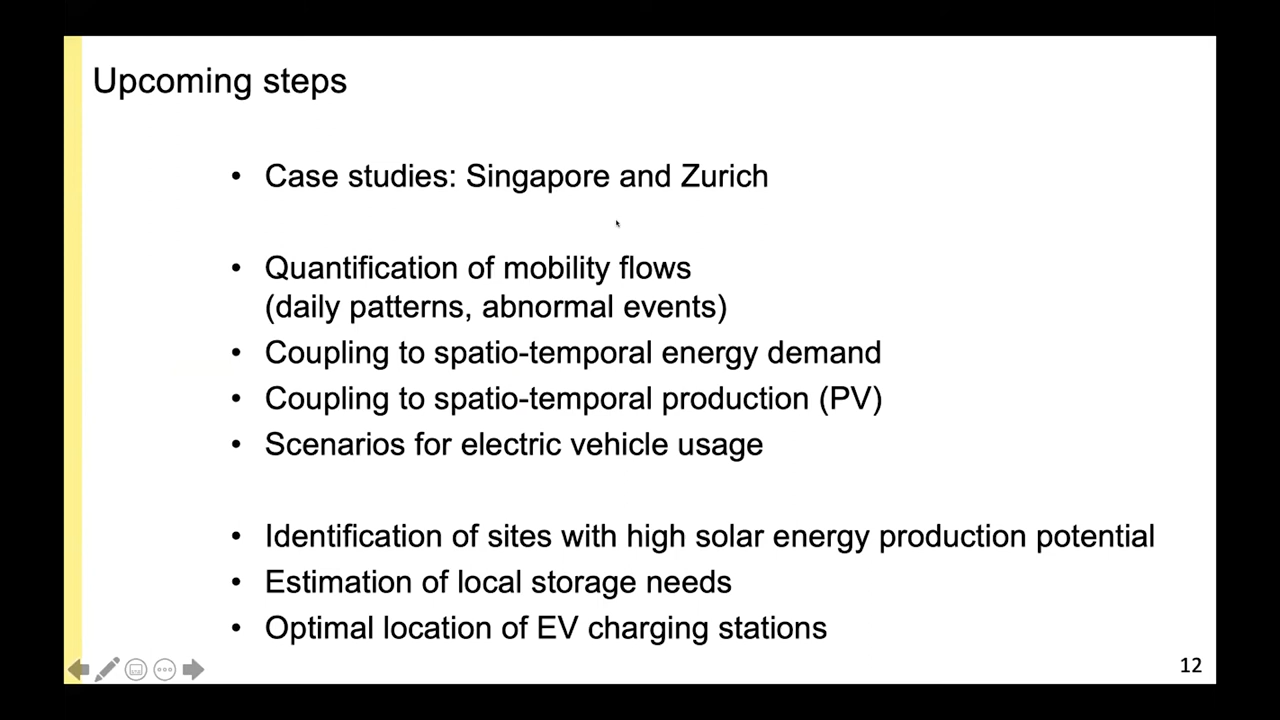 Upcoming steps
• Case studies: Singapore and Zurich
• Quantification of mobility flows
(daily patterns, abnormal events)
• Coupling to spatio-temporal energy demand
• Coupling to spatio-temporal production (PV)
• Scenarios for electric vehicle usage
• Identification of sites with high solar energy production potential
• Estimation of local storage needs
• Optimal location of EV charging stations
12